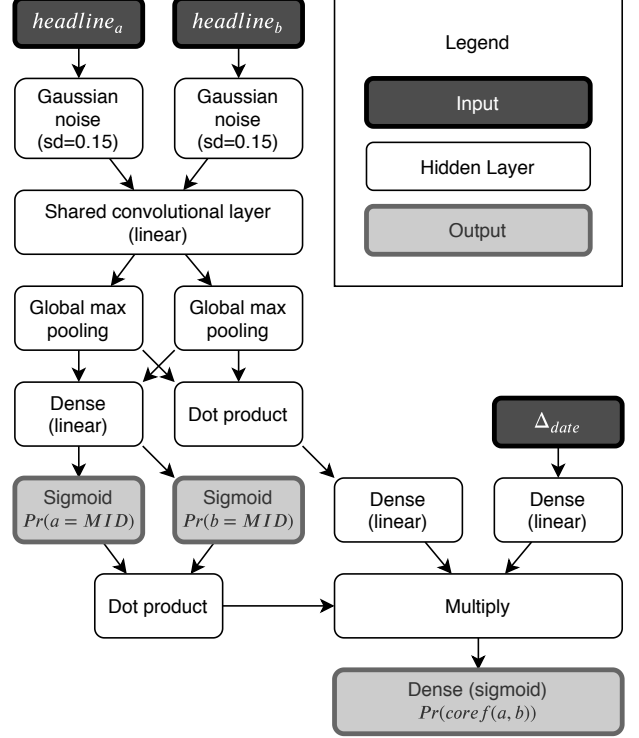 headline_a
headline_b
Legend
Gaussian
noise
(sd=0.15)
Gaussian
noise
(sd=0.15)
Input
Hidden Layer
Shared convolutional layer
(linear)
Output
Global max
pooling
Global max
pooling
Dense
(linear)
Dot product
Δ_date
Sigmoid
Pr(a = MID)
Sigmoid
Pr(b = MID)
Dense
(linear)
Dense
(linear)
Dot product
Multiply
Dense (sigmoid)
Pr(coref(a, b))